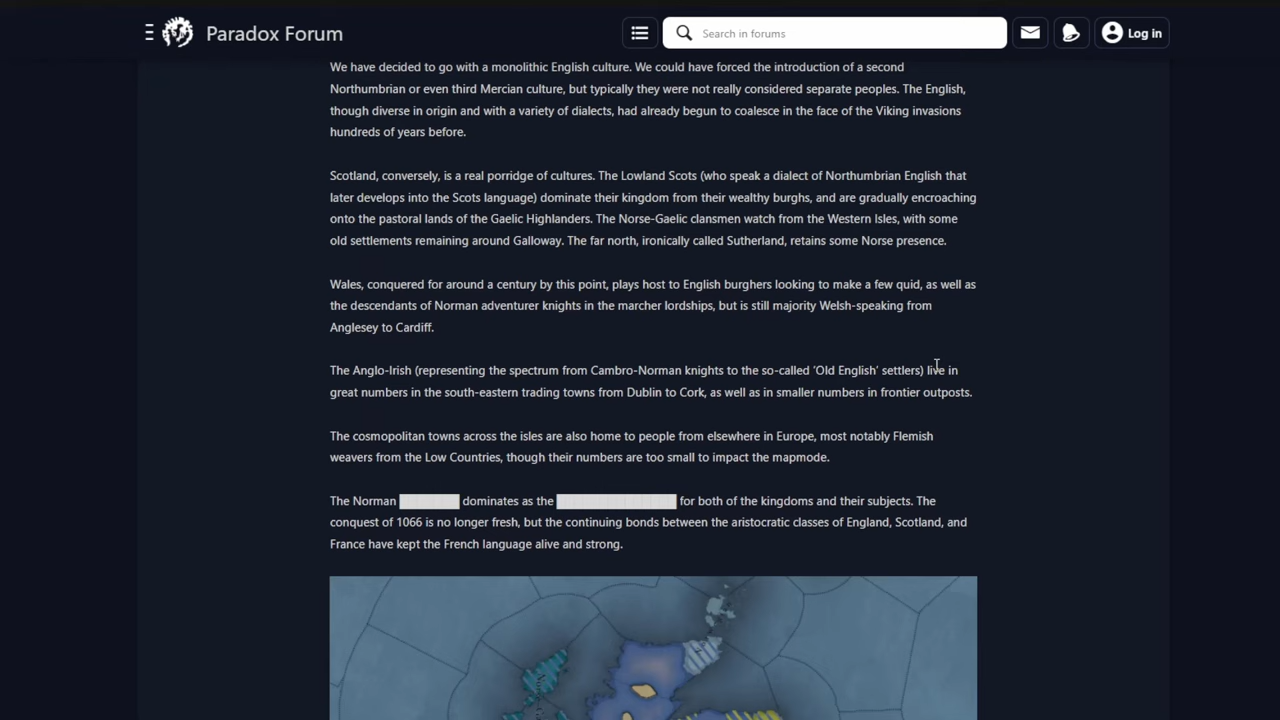 Paradox Forum
Search in forums
Log in
We have decided to go with a monolithic English culture. We could have forced the introduction of a second
Northumbrian or even third Mercian culture, but typically they were not really considered separate peoples. The English,
though diverse in origin and with a variety of dialects, had already begun to coalesce in the face of the Viking invasions
hundreds of years before.
Scotland, conversely, is a real porridge of cultures. The Lowland Scots (who speak a dialect of Northumbrian English that
later develops into the Scots language) dominate their kingdom from their wealthy burghs, and are gradually encroaching
onto the pastoral lands of the Gaelic Highlanders. The Norse-Gaelic clansmen watch from the Western Isles, with some
old settlements remaining around Galloway. The far north, ironically called Sutherland, retains some Norse presence.
Wales, conquered for around a century by this point, plays host to English burghers looking to make a few quid, as well as
the descendants of Norman adventurer knights in the marcher lordships, but is still majority Welsh-speaking from
Anglesey to Cardiff.
The Anglo-Irish (representing the spectrum from Cambro-Norman knights to the so-called ‘Old English’ settlers) live in
great numbers in the south-eastern trading towns from Dublin to Cork, as well as in smaller numbers in frontier outposts.
The cosmopolitan towns across the isles are also home to people from elsewhere in Europe, most notably Flemish
weavers from the Low Countries, though their numbers are too small to impact the mapmode.
The Norman ████████ dominates as the ████████████████ for both of the kingdoms and their subjects. The
conquest of 1066 is no longer fresh, but the continuing bonds between the aristocratic classes of England, Scotland, and
France have kept the French language alive and strong.